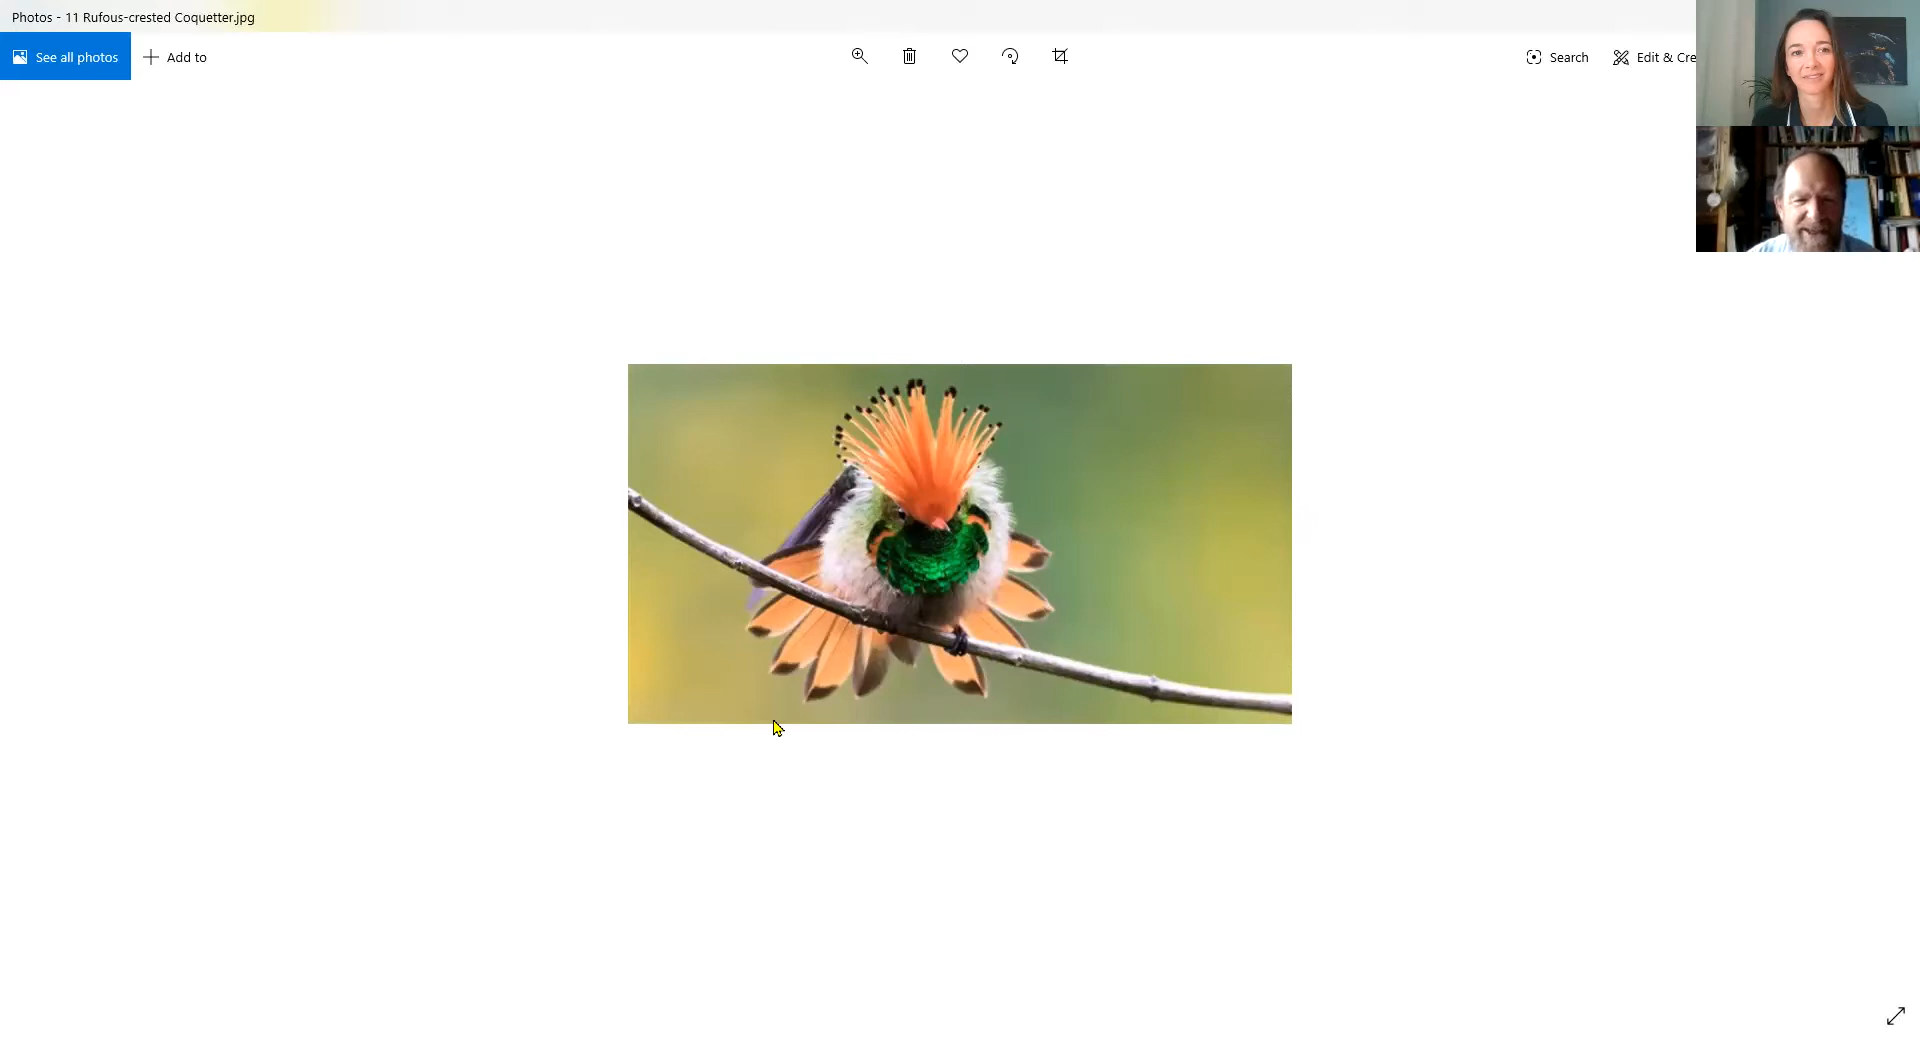 Photos - 11 Rufous-crested Coquetter.jpg
See all photos
Add to
Search
Edit & Cre